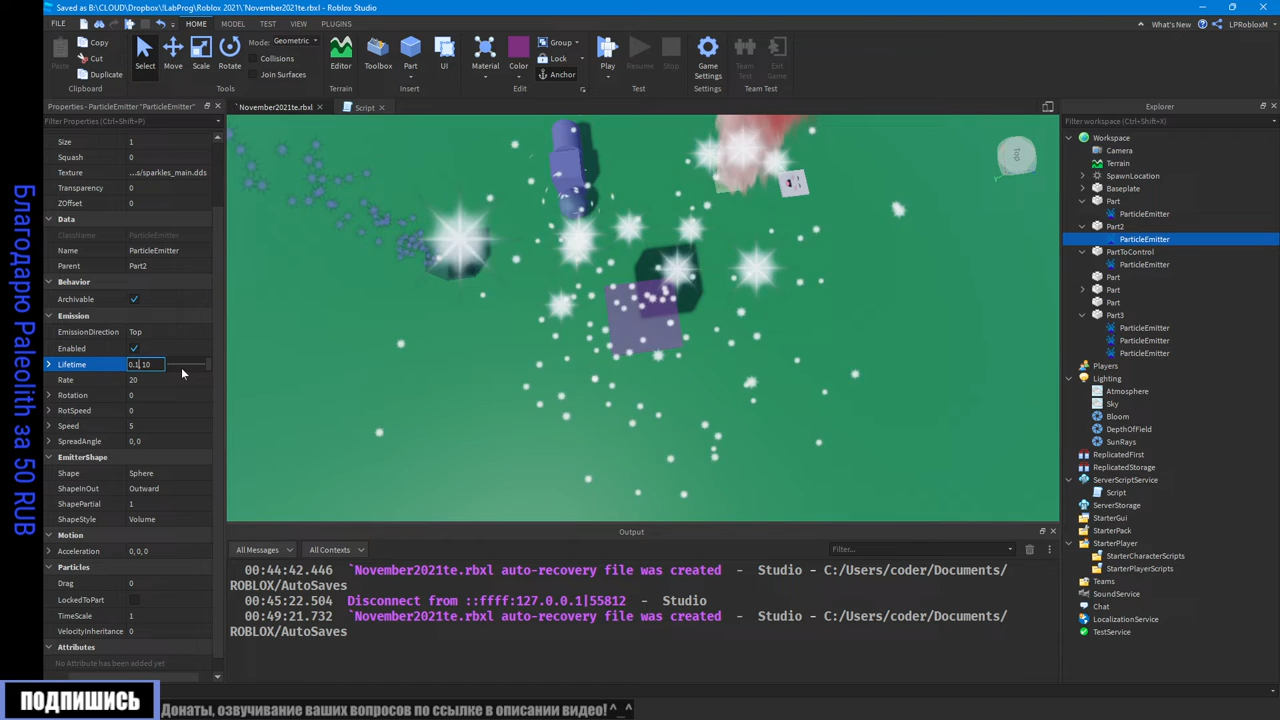 Saved as B:\CLOUD\Dropbox\!LabProg\Roblox 2021\`November2021te.rbxl - Roblox Studio
FILE HOME MODEL TEST VIEW PLUGINS What's New LPRobloxM
Paste Copy Cut Duplicate Clipboard
Select Move Scale Rotate Mode: Geometric Collisions Join Surfaces Tools
Editor Terrain
Toolbox Part UI Insert
Material Color Group Lock Anchor Edit
Play Resume Stop Test
Game Settings Settings
Team Test Exit Game Team Test
Properties - ParticleEmitter "ParticleEmitter"
Filter Properties (Ctrl+Shift+P)
Size 1
Squash 0
Texture ...s/sparkles_main.dds
Transparency 0
ZOffset 0
Data
ClassName ParticleEmitter
Name ParticleEmitter
Parent Part2
Behavior
Archivable
Emission
EmissionDirection Top
Enabled
Lifetime 0.1 10
Rate 20
Rotation 0
RotSpeed 0
Speed 5
SpreadAngle 0, 0
EmitterShape
Shape Sphere
ShapeInOut Outward
ShapePartial 1
ShapeStyle Volume
Motion
Acceleration 0, 0, 0
Particles
Drag 0
LockedToPart
TimeScale 1
VelocityInheritance 0
Attributes
No Attribute has been added yet
`November2021te.rbxl Script
Top
Output
All Messages All Contexts Filter...
00:44:42.446 `November2021te.rbxl auto-recovery file was created - Studio - C:/Users/coder/Documents/
ROBLOX/AutoSaves
00:45:22.504 Disconnect from ::ffff:127.0.0.1|55812 - Studio
00:49:21.732 `November2021te.rbxl auto-recovery file was created - Studio - C:/Users/coder/Documents/
ROBLOX/AutoSaves
Explorer
Filter workspace (Ctrl+Shift+X)
Workspace
Camera
Terrain
SpawnLocation
Baseplate
Part
ParticleEmitter
Part2
ParticleEmitter
PartToControl
ParticleEmitter
Part
Part
Part
Part3
ParticleEmitter
ParticleEmitter
ParticleEmitter
Players
Lighting
Atmosphere
Sky
Bloom
DepthOfField
SunRays
ReplicatedFirst
ReplicatedStorage
ServerScriptService
Script
ServerStorage
StarterGui
StarterPack
StarterPlayer
StarterCharacterScripts
StarterPlayerScripts
Teams
SoundService
Chat
LocalizationService
TestService
Благодарю Paleolith за 50 RUB
подпишись
Донаты, озвучивание ваших вопросов по ссылке в описании видео! ^_^